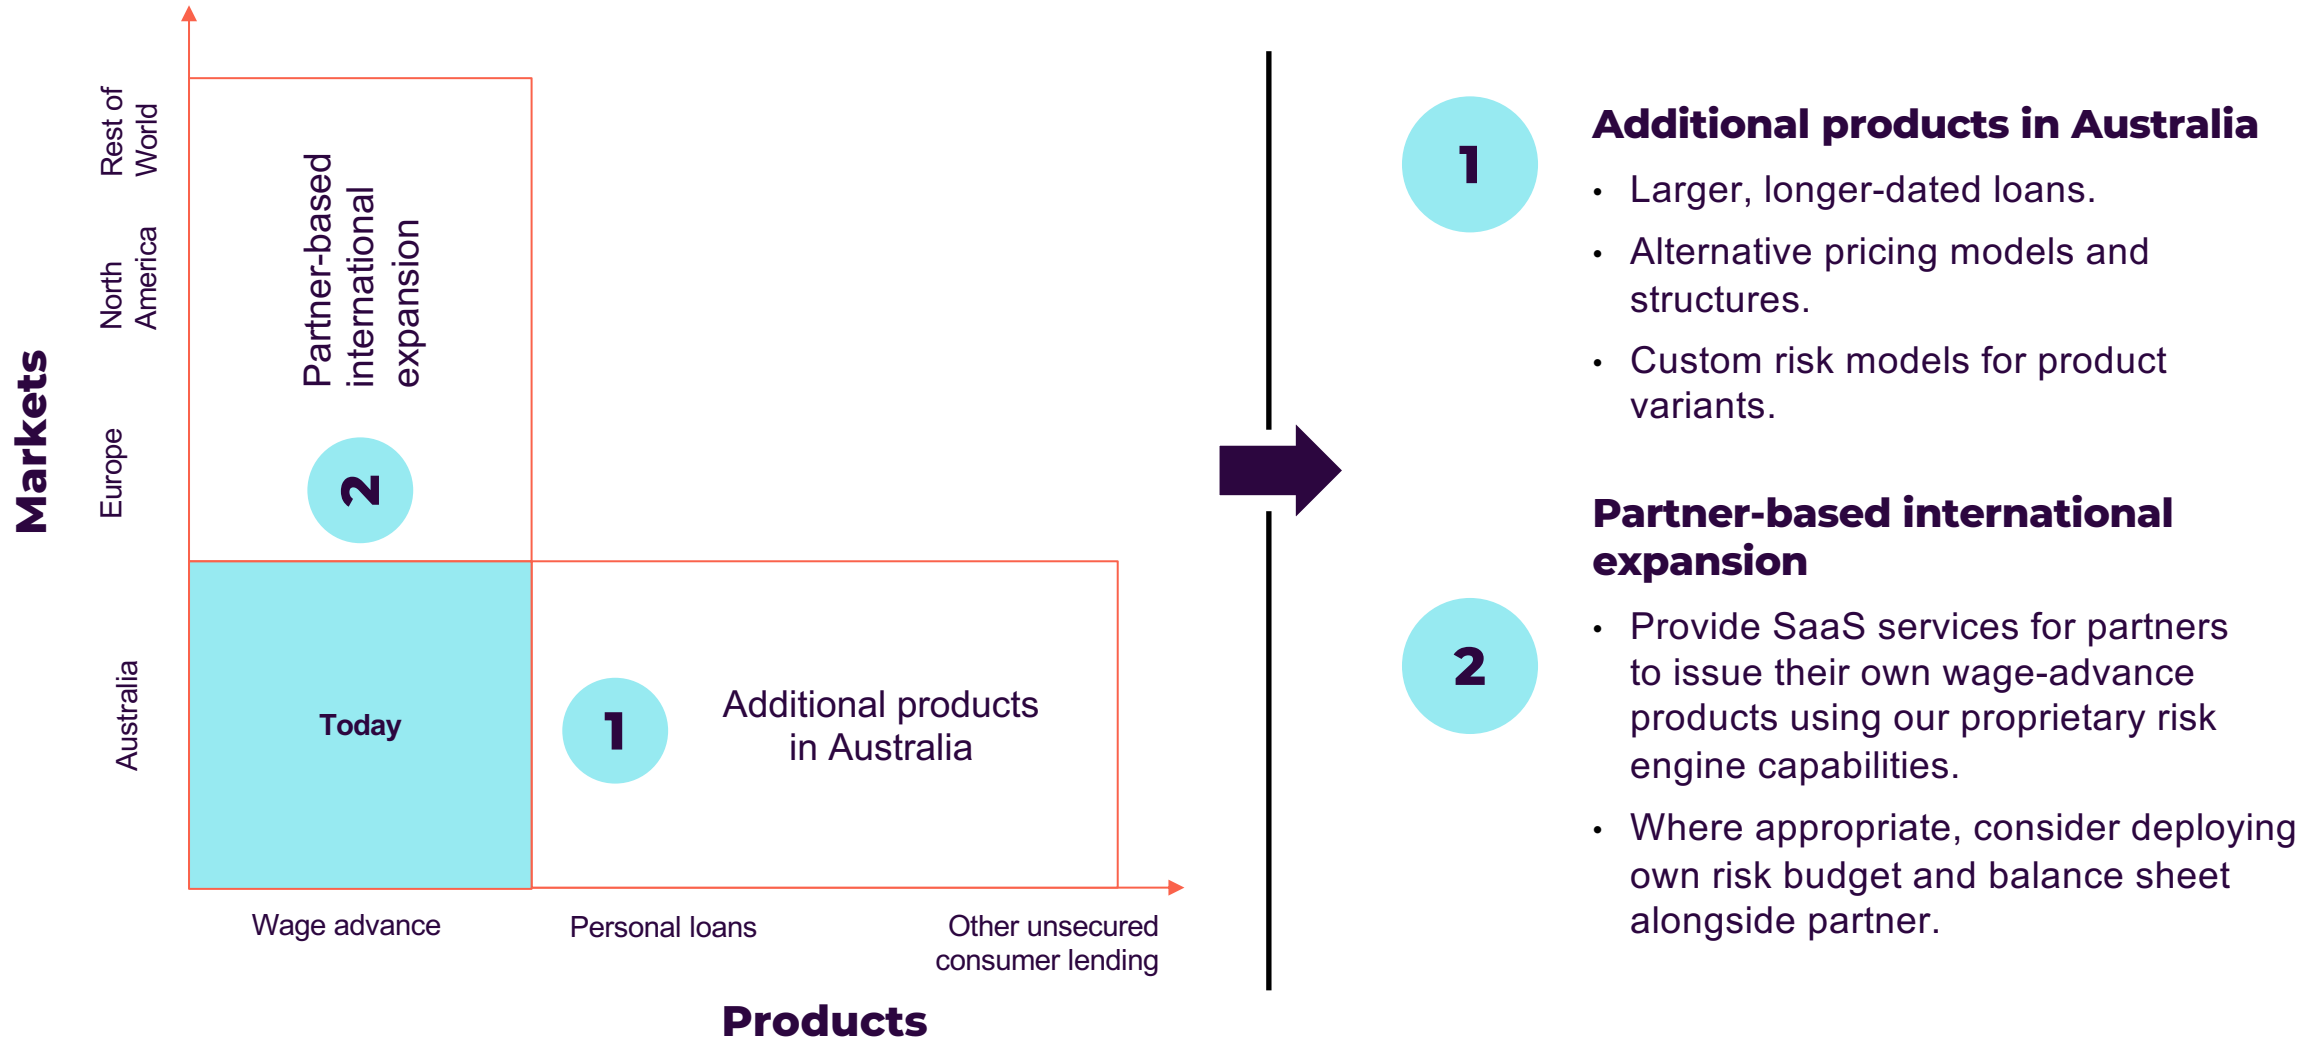 Markets
Rest of
World
North
America
Europe
Australia
Partner-based
international
expansion
2
Today
1
Additional products
in Australia
Wage advance
Personal loans
Other unsecured
consumer lending
Products
1
Additional products in Australia
• Larger, longer-dated loans.
• Alternative pricing models and
structures.
• Custom risk models for product
variants.
2
Partner-based international
expansion
• Provide SaaS services for partners
to issue their own wage-advance
products using our proprietary risk
engine capabilities.
• Where appropriate, consider deploying
own risk budget and balance sheet
alongside partner.